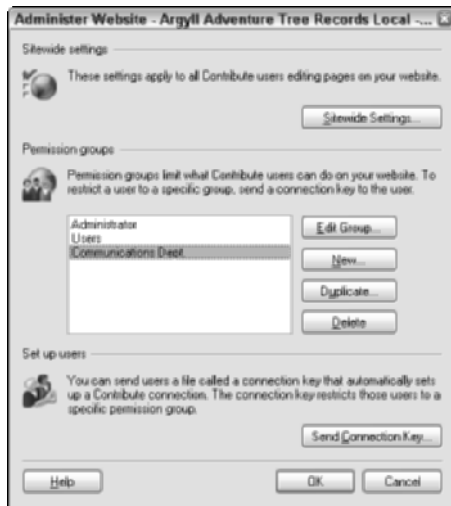 Administer Website - Argyll Adventure Tree Records Local -...
Sitewide settings
These settings apply to all Contribute users editing pages on your website.
Sitewide Settings...
Permission groups
Permission groups limit what Contribute users can do on your website. To
restrict a user to a specific group, send a connection key to the user.
Administrator
Users
Communications Dept.
Edit Group...
New...
Duplicate...
Delete
Set up users
You can send users a file called a connection key that automatically sets
up a Contribute connection. The connection key restricts those users to a
specific permission group.
Send Connection Key...
Help
OK
Cancel